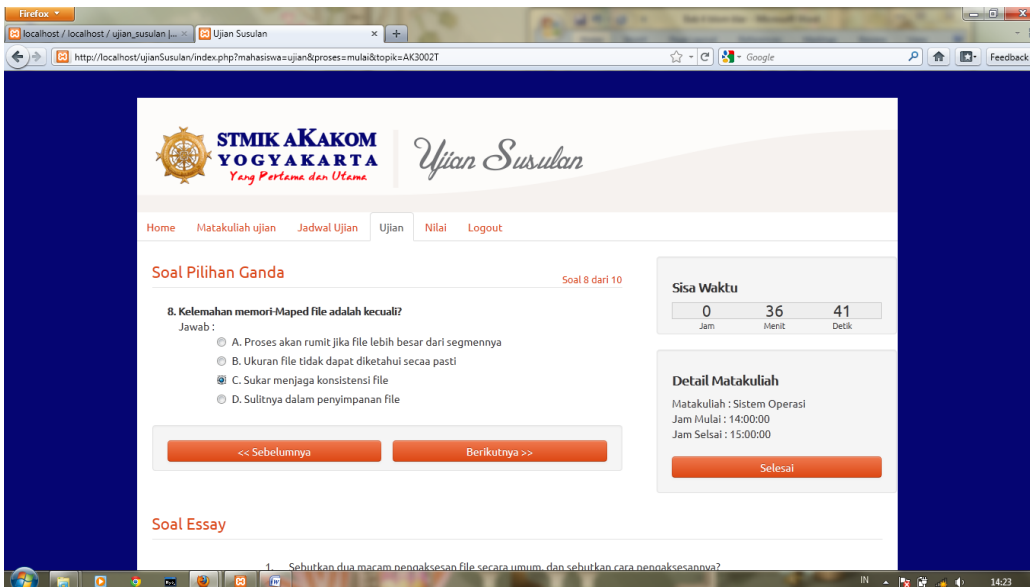 Firefox
localhost / localhost / ujian_susulan |...
Ujian Susulan
http://localhost/ujianSusulan/index.php?mahasiswa=ujian&proses=mulai&topik=AK3002T
Google
Feedback
STMIK AKAKOM
YOGYAKARTA
Yang Pertama dan Utama
Ujian Susulan
Home Matakuliah ujian Jadwal Ujian Ujian Nilai Logout
Soal Pilihan Ganda
Soal 8 dari 10
8. Kelemahan memori-Maped file adalah kecuali?
Jawab :
A. Proses akan rumit jika file lebih besar dari segmennya
B. Ukuran file tidak dapat diketahui secaa pasti
C. Sukar menjaga konsistensi file
D. Sulitnya dalam penyimpanan file
<< Sebelumnya
Berikutnya >>
Sisa Waktu
0 36 41
Jam Menit Detik
Detail Matakuliah
Matakuliah : Sistem Operasi
Jam Mulai : 14:00:00
Jam Selsai : 15:00:00
Selesai
Soal Essay
1. Sebutkan dua macam pengaksesan file secara umum, dan sebutkan cara pengaksesannya?
IN
14:23